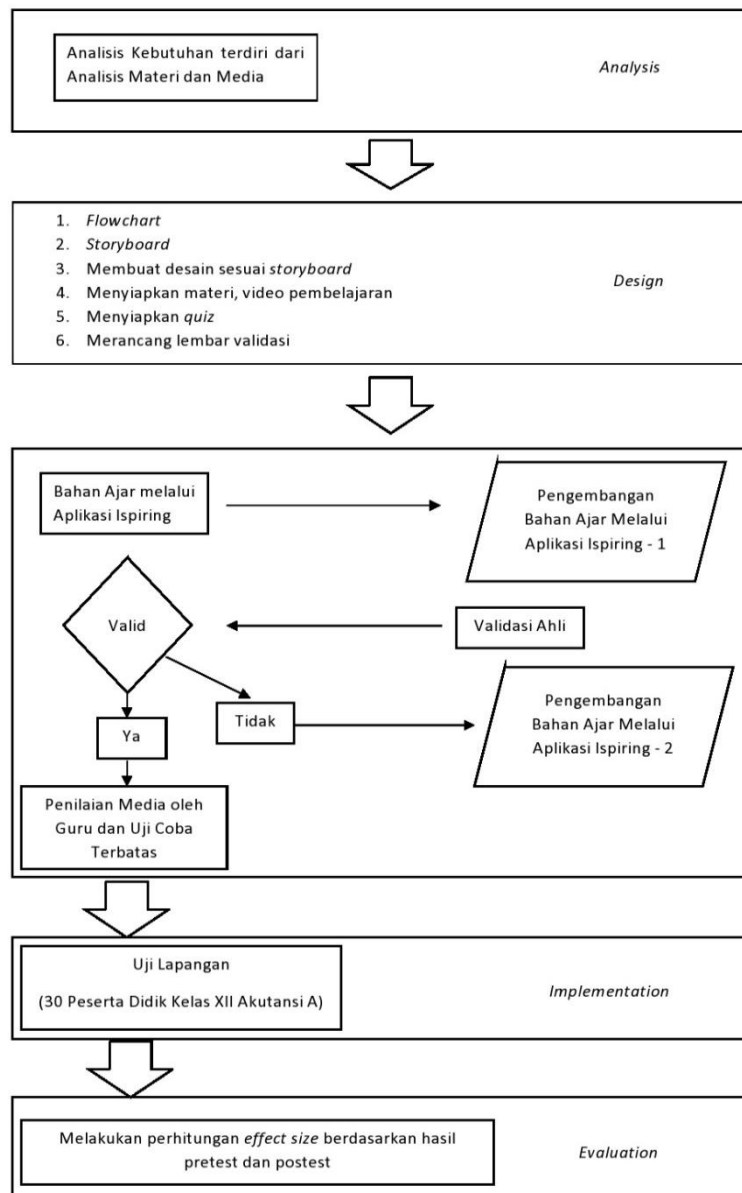 Analisis Kebutuhan terdiri dari
Analisis Materi dan Media
Analysis
1. Flowchart
2. Storyboard
3. Membuat desain sesuai storyboard
4. Menyiapkan materi, video pembelajaran
5. Menyiapkan quiz
6. Merancang lembar validasi
Design
Bahan Ajar melalui
Aplikasi Ispiring
Pengembangan
Bahan Ajar Melalui
Aplikasi Ispiring - 1
Valid
Validasi Ahli
Ya
Tidak
Pengembangan
Bahan Ajar Melalui
Aplikasi Ispiring - 2
Penilaian Media oleh
Guru dan Uji Coba
Terbatas
Uji Lapangan
(30 Peserta Didik Kelas XII Akutansi A)
Implementation
Melakukan perhitungan effect size berdasarkan hasil
pretest dan postest
Evaluation